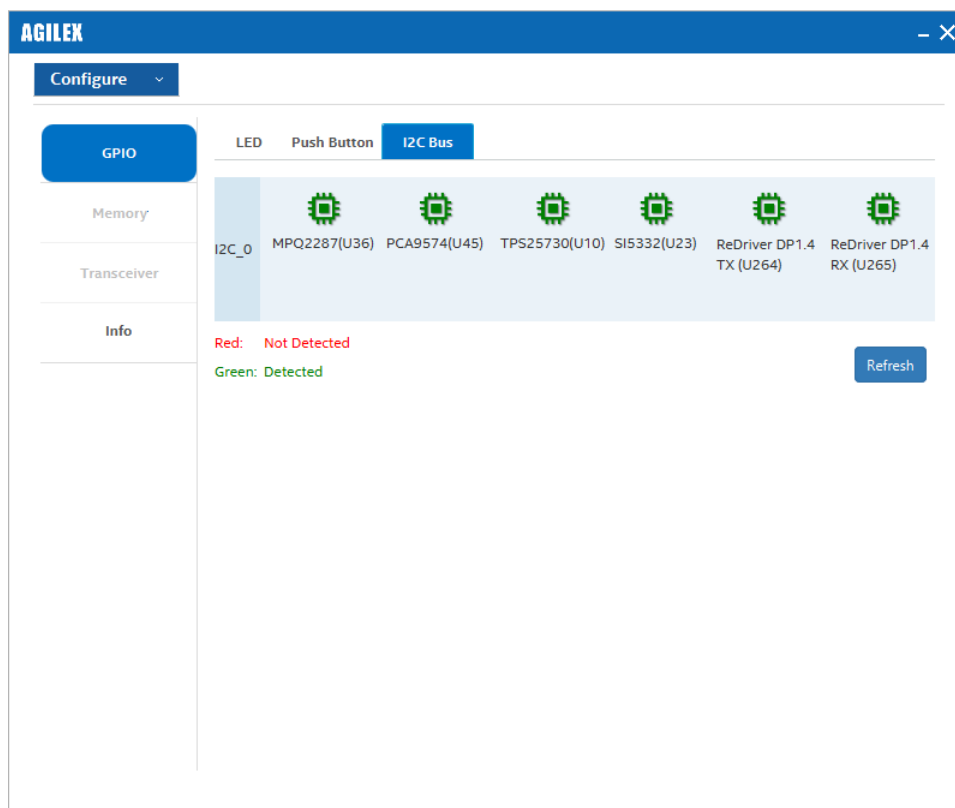 AGILEX
Configure
GPIO
Memory
Transceiver
Info
LED Push Button I2C Bus
I2C_0
MPQ2287(U36) PCA9574(U45) TPS25730(U10) SI5332(U23) ReDriver DP1.4 ReDriver DP1.4
TX (U264) RX (U265)
Red: Not Detected
Green: Detected
Refresh